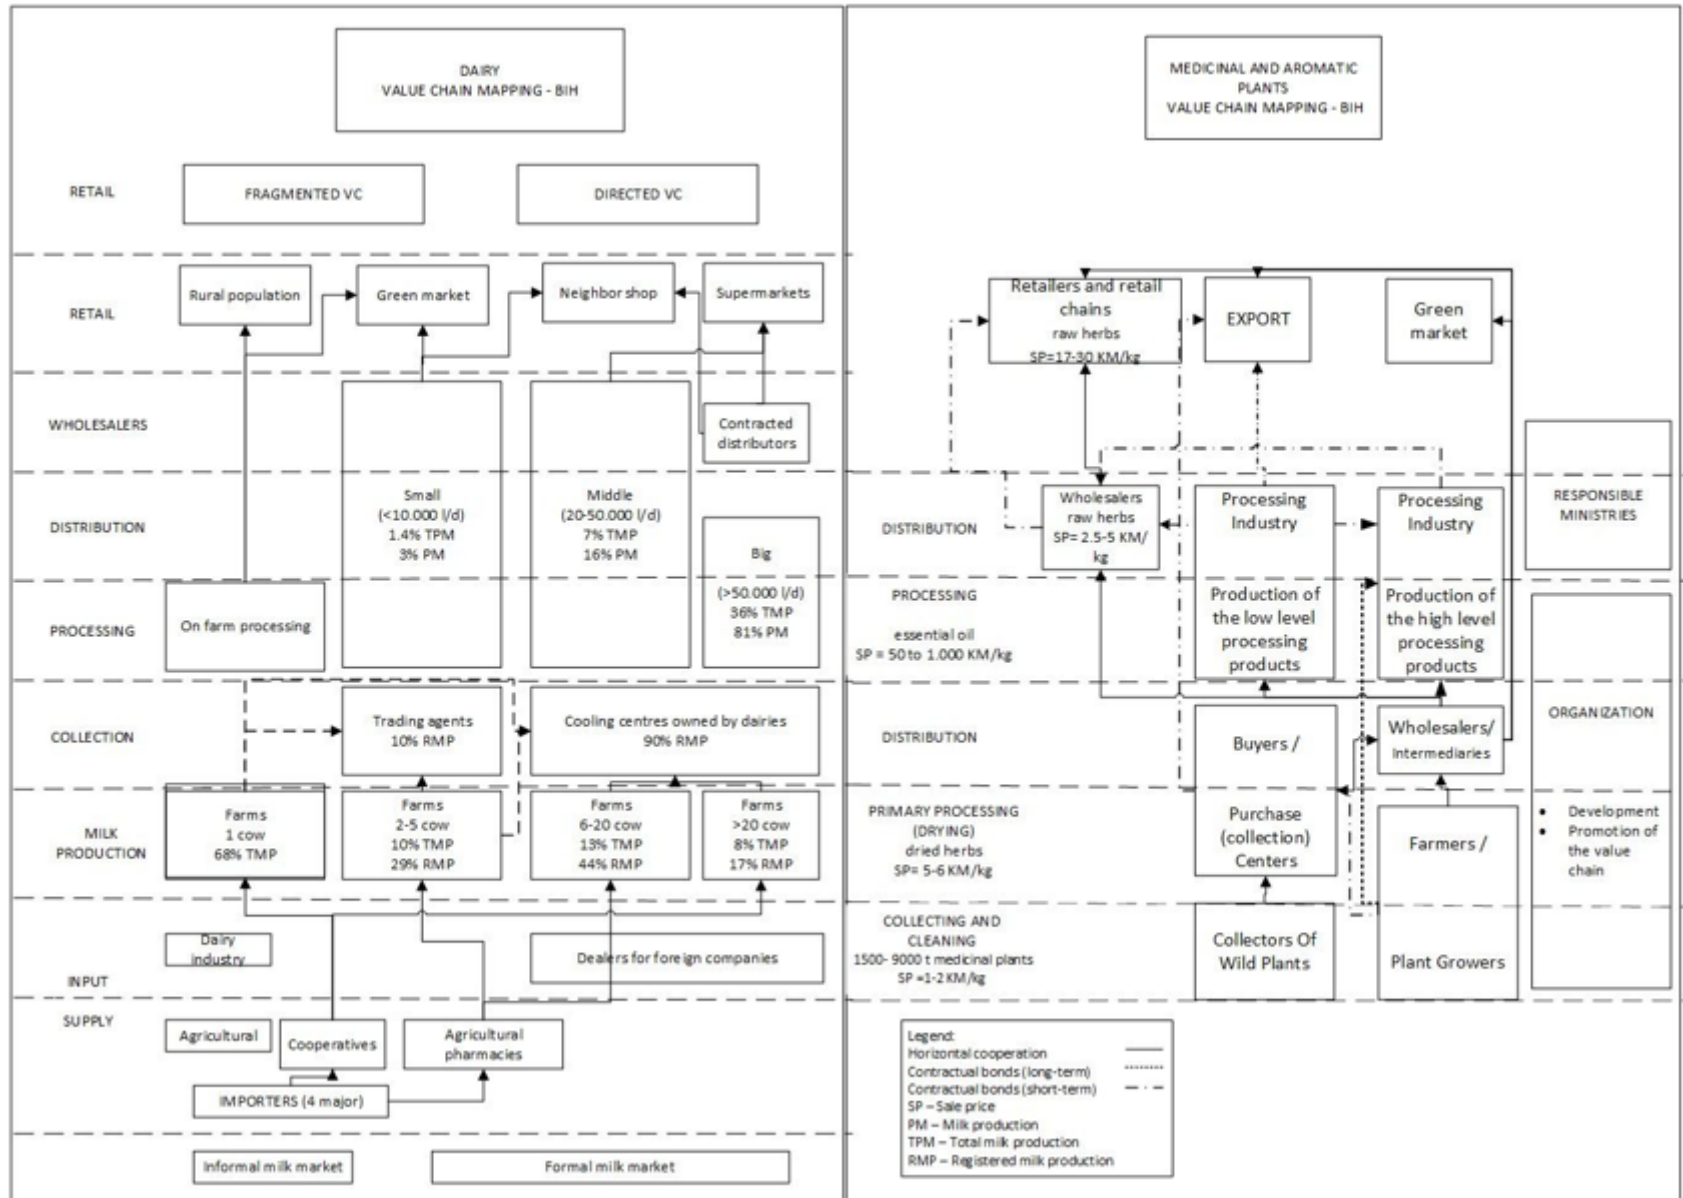 DAIRY
VALUE CHAIN MAPPING - BIH
RETAIL
FRAGMENTED VC
DIRECTED VC
RETAIL
Rural population
Green market
Neighbor shop
Supermarkets
WHOLESALERS
Contracted
distributors
DISTRIBUTION
Small
(<10.000 l/d)
1.4% TPM
3% PM
Middle
(20-50.000 l/d)
7% TMP
16% PM
Big
(>50.000 l/d)
36% TMP
81% PM
PROCESSING
On farm processing
COLLECTION
Trading agents
10% RMP
Cooling centres owned by dairies
90% RMP
MILK
PRODUCTION
Farms
1 cow
68% TMP
Farms
2-5 cow
10% TMP
29% RMP
Farms
6-20 cow
13% TMP
44% RMP
Farms
>20 cow
8% TMP
17% RMP
INPUT
SUPPLY
Dairy
industry
Dealers for foreign companies
Agricultural
Cooperatives
Agricultural
pharmacies
IMPORTERS (4 major)
Informal milk market
Formal milk market
MEDICINAL AND AROMATIC
PLANTS
VALUE CHAIN MAPPING - BIH
Retailers and retail
chains
raw herbs
SP=17-30 KM/kg
EXPORT
Green
market
DISTRIBUTION
Wholesalers
raw herbs
SP= 2.5-5 KM/
kg
Processing
Industry
Production of
the low level
processing
products
Processing
Industry
Production of
the high level
processing
products
RESPONSIBLE
MINISTRIES
PROCESSING
essential oil
SP = 50 to 1.000 KM/kg
DISTRIBUTION
Buyers /
Purchase
(collection)
Centers
Wholesalers/
Intermediaries
ORGANIZATION
• Development
• Promotion of
the value
chain
PRIMARY PROCESSING
(DRYING)
dried herbs
SP= 5-6 KM/kg
Farmers /
Plant Growers
COLLECTING AND
CLEANING
1500- 9000 t medicinal plants
SP =1-2 KM/kg
Collectors Of
Wild Plants
Legend:
Horizontal cooperation
Contractual bonds (long-term)
Contractual bonds (short-term)
SP – Sale price
PM – Milk production
TPM – Total milk production
RMP – Registered milk production